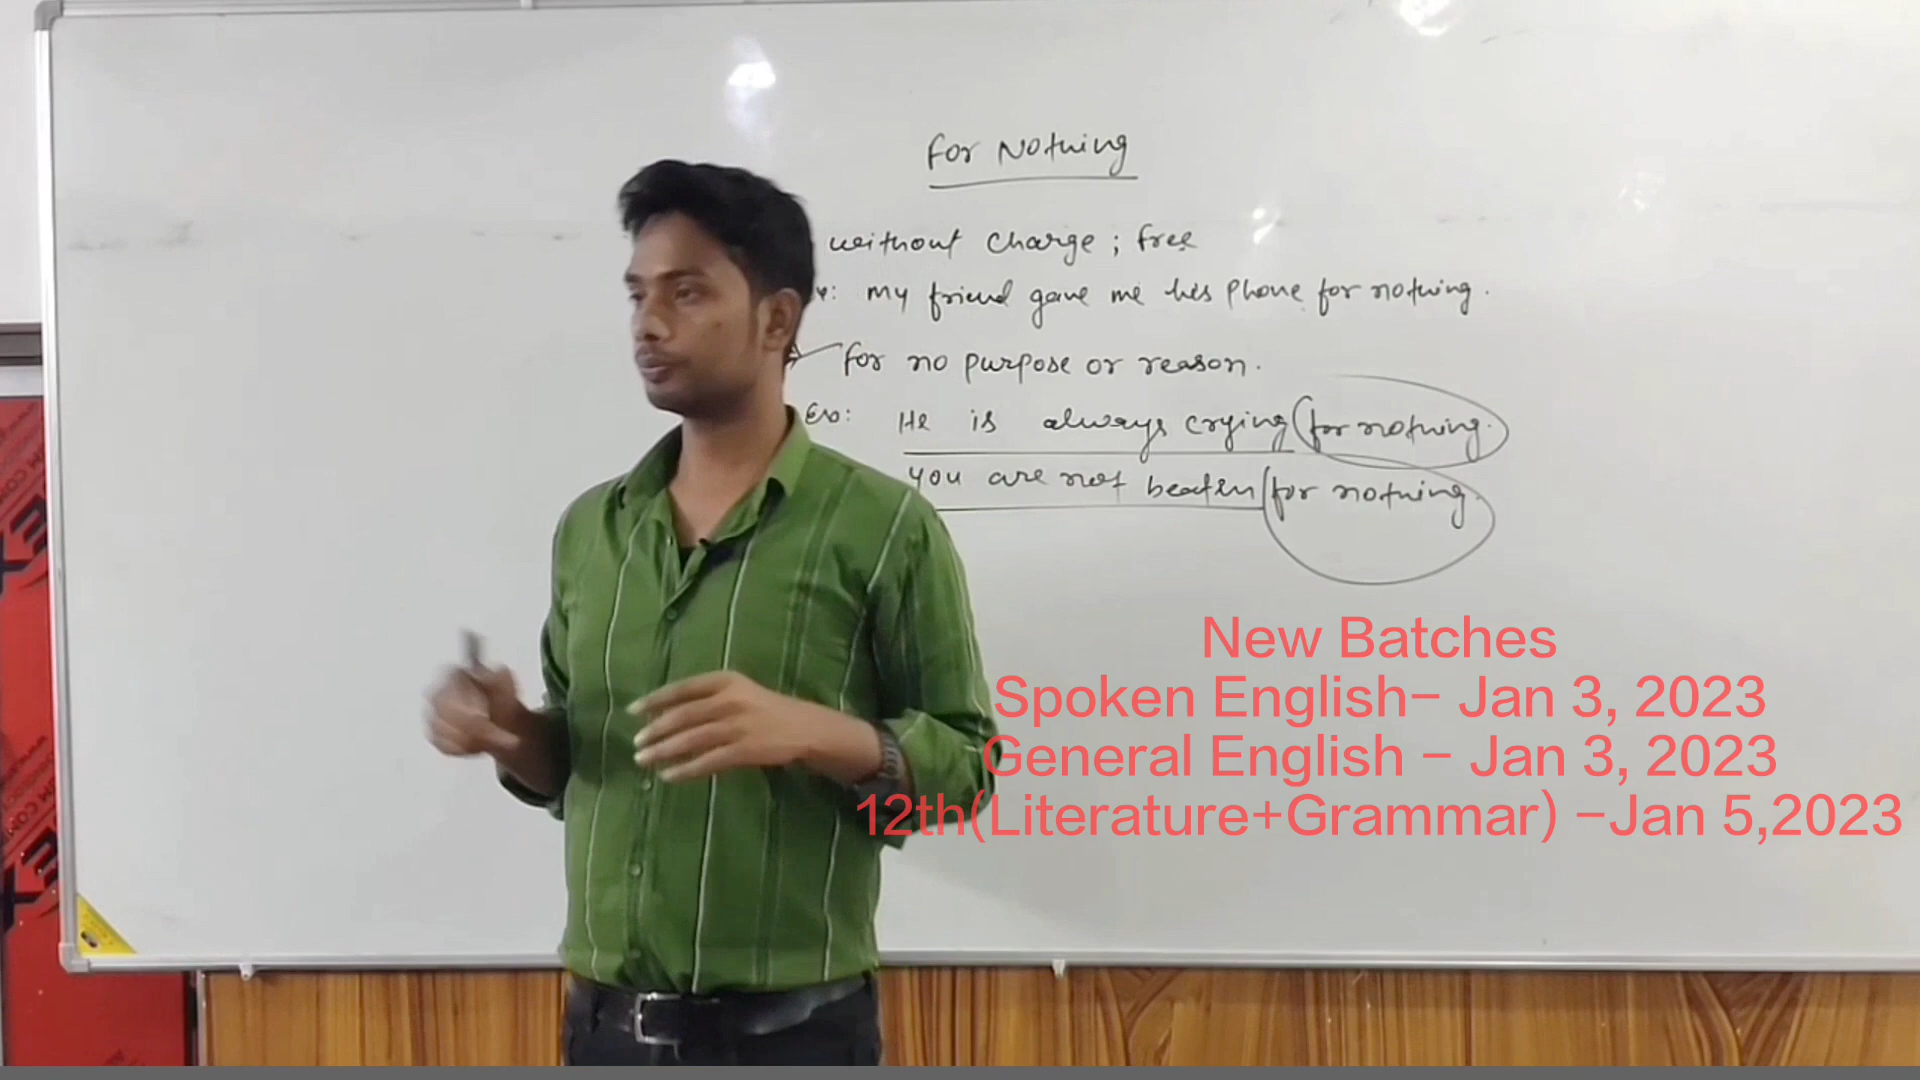 For Nothing
without charge ; free
My friend gave me his phone for nothing.
for no purpose or reason.
Ex: He is always crying for nothing.
You are not beaten for nothing.
New Batches
Spoken English- Jan 3, 2023
General English - Jan 3, 2023
12th(Literature+Grammar) -Jan 5,2023